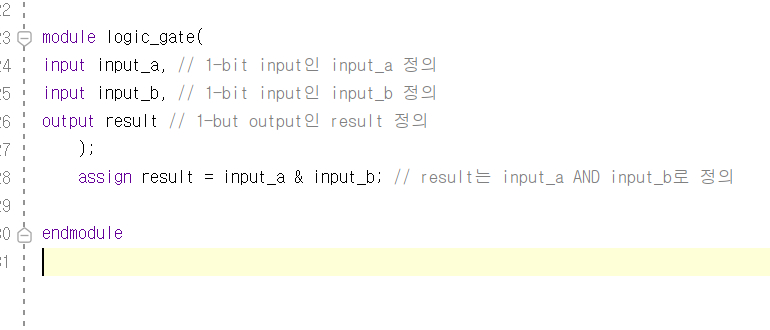 22
23 module logic_gate(
24 input input_a, // 1-bit input인 input_a 정의
25 input input_b, // 1-bit input인 input_b 정의
26 output result // 1-but output인 result 정의
27 );
28 assign result = input_a & input_b; // result는 input_a AND input_b로 정의
29
30 endmodule
31